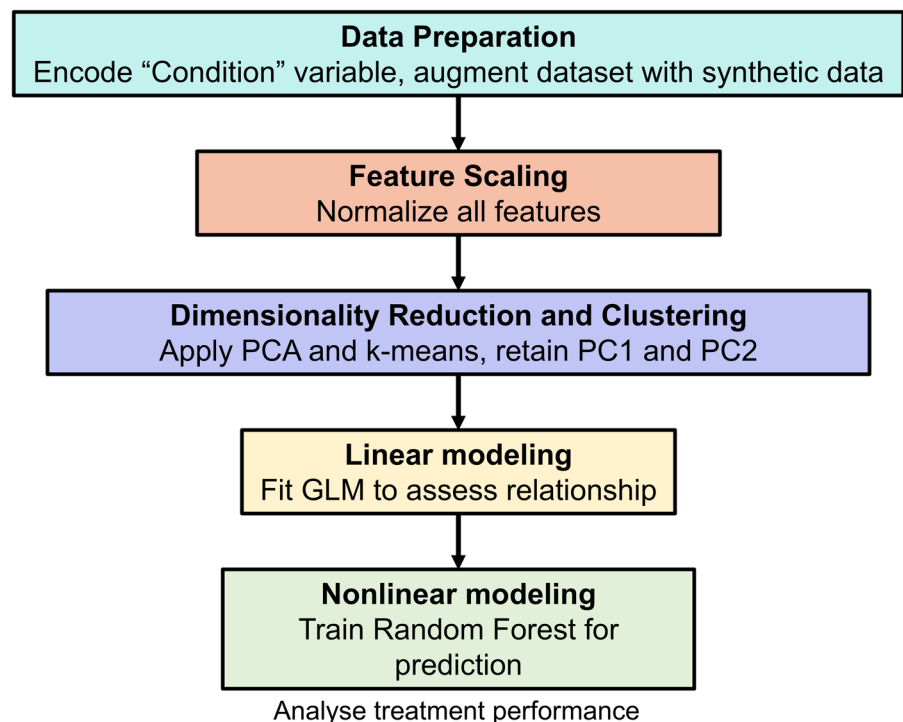 Data Preparation
Encode “Condition” variable, augment dataset with synthetic data
Feature Scaling
Normalize all features
Dimensionality Reduction and Clustering
Apply PCA and k-means, retain PC1 and PC2
Linear modeling
Fit GLM to assess relationship
Nonlinear modeling
Train Random Forest for
prediction
Analyse treatment performance